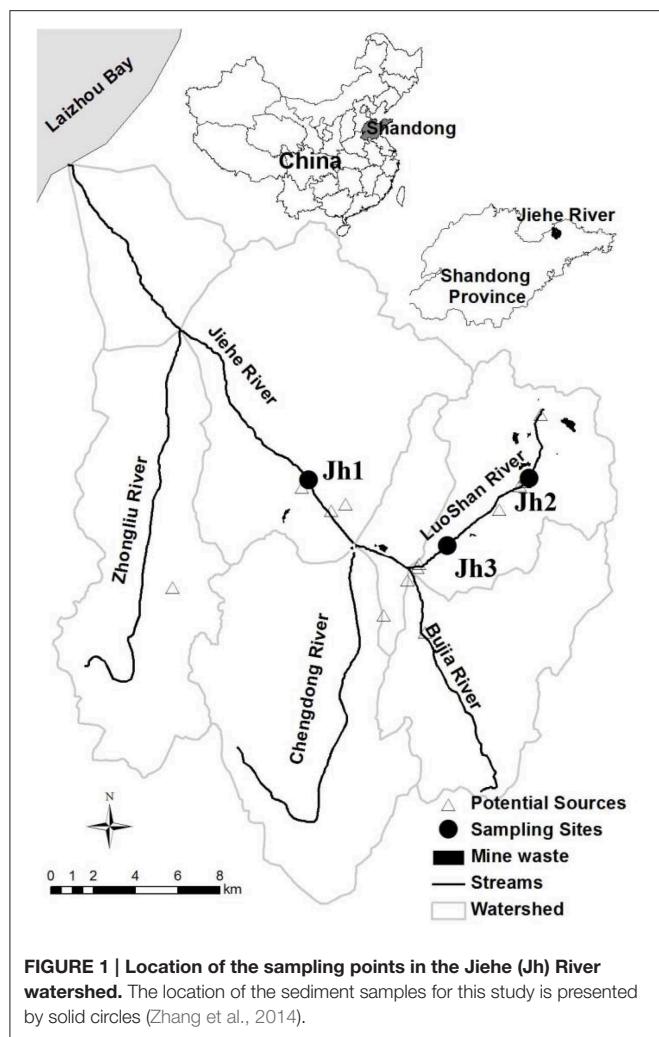 Laizhou Bay
Shandong
China
Jiehe River
Shandong
Province
Jiehe River
Jh1
LuoShan River
Jh2
Jh3
Zhongliu River
Chengdong River
Bujia River
N
0 1 2 4 6 8
km
Potential Sources
Sampling Sites
Mine waste
Streams
Watershed
FIGURE 1 | Location of the sampling points in the Jiehe (Jh) River
watershed. The location of the sediment samples for this study is presented
by solid circles (Zhang et al., 2014).